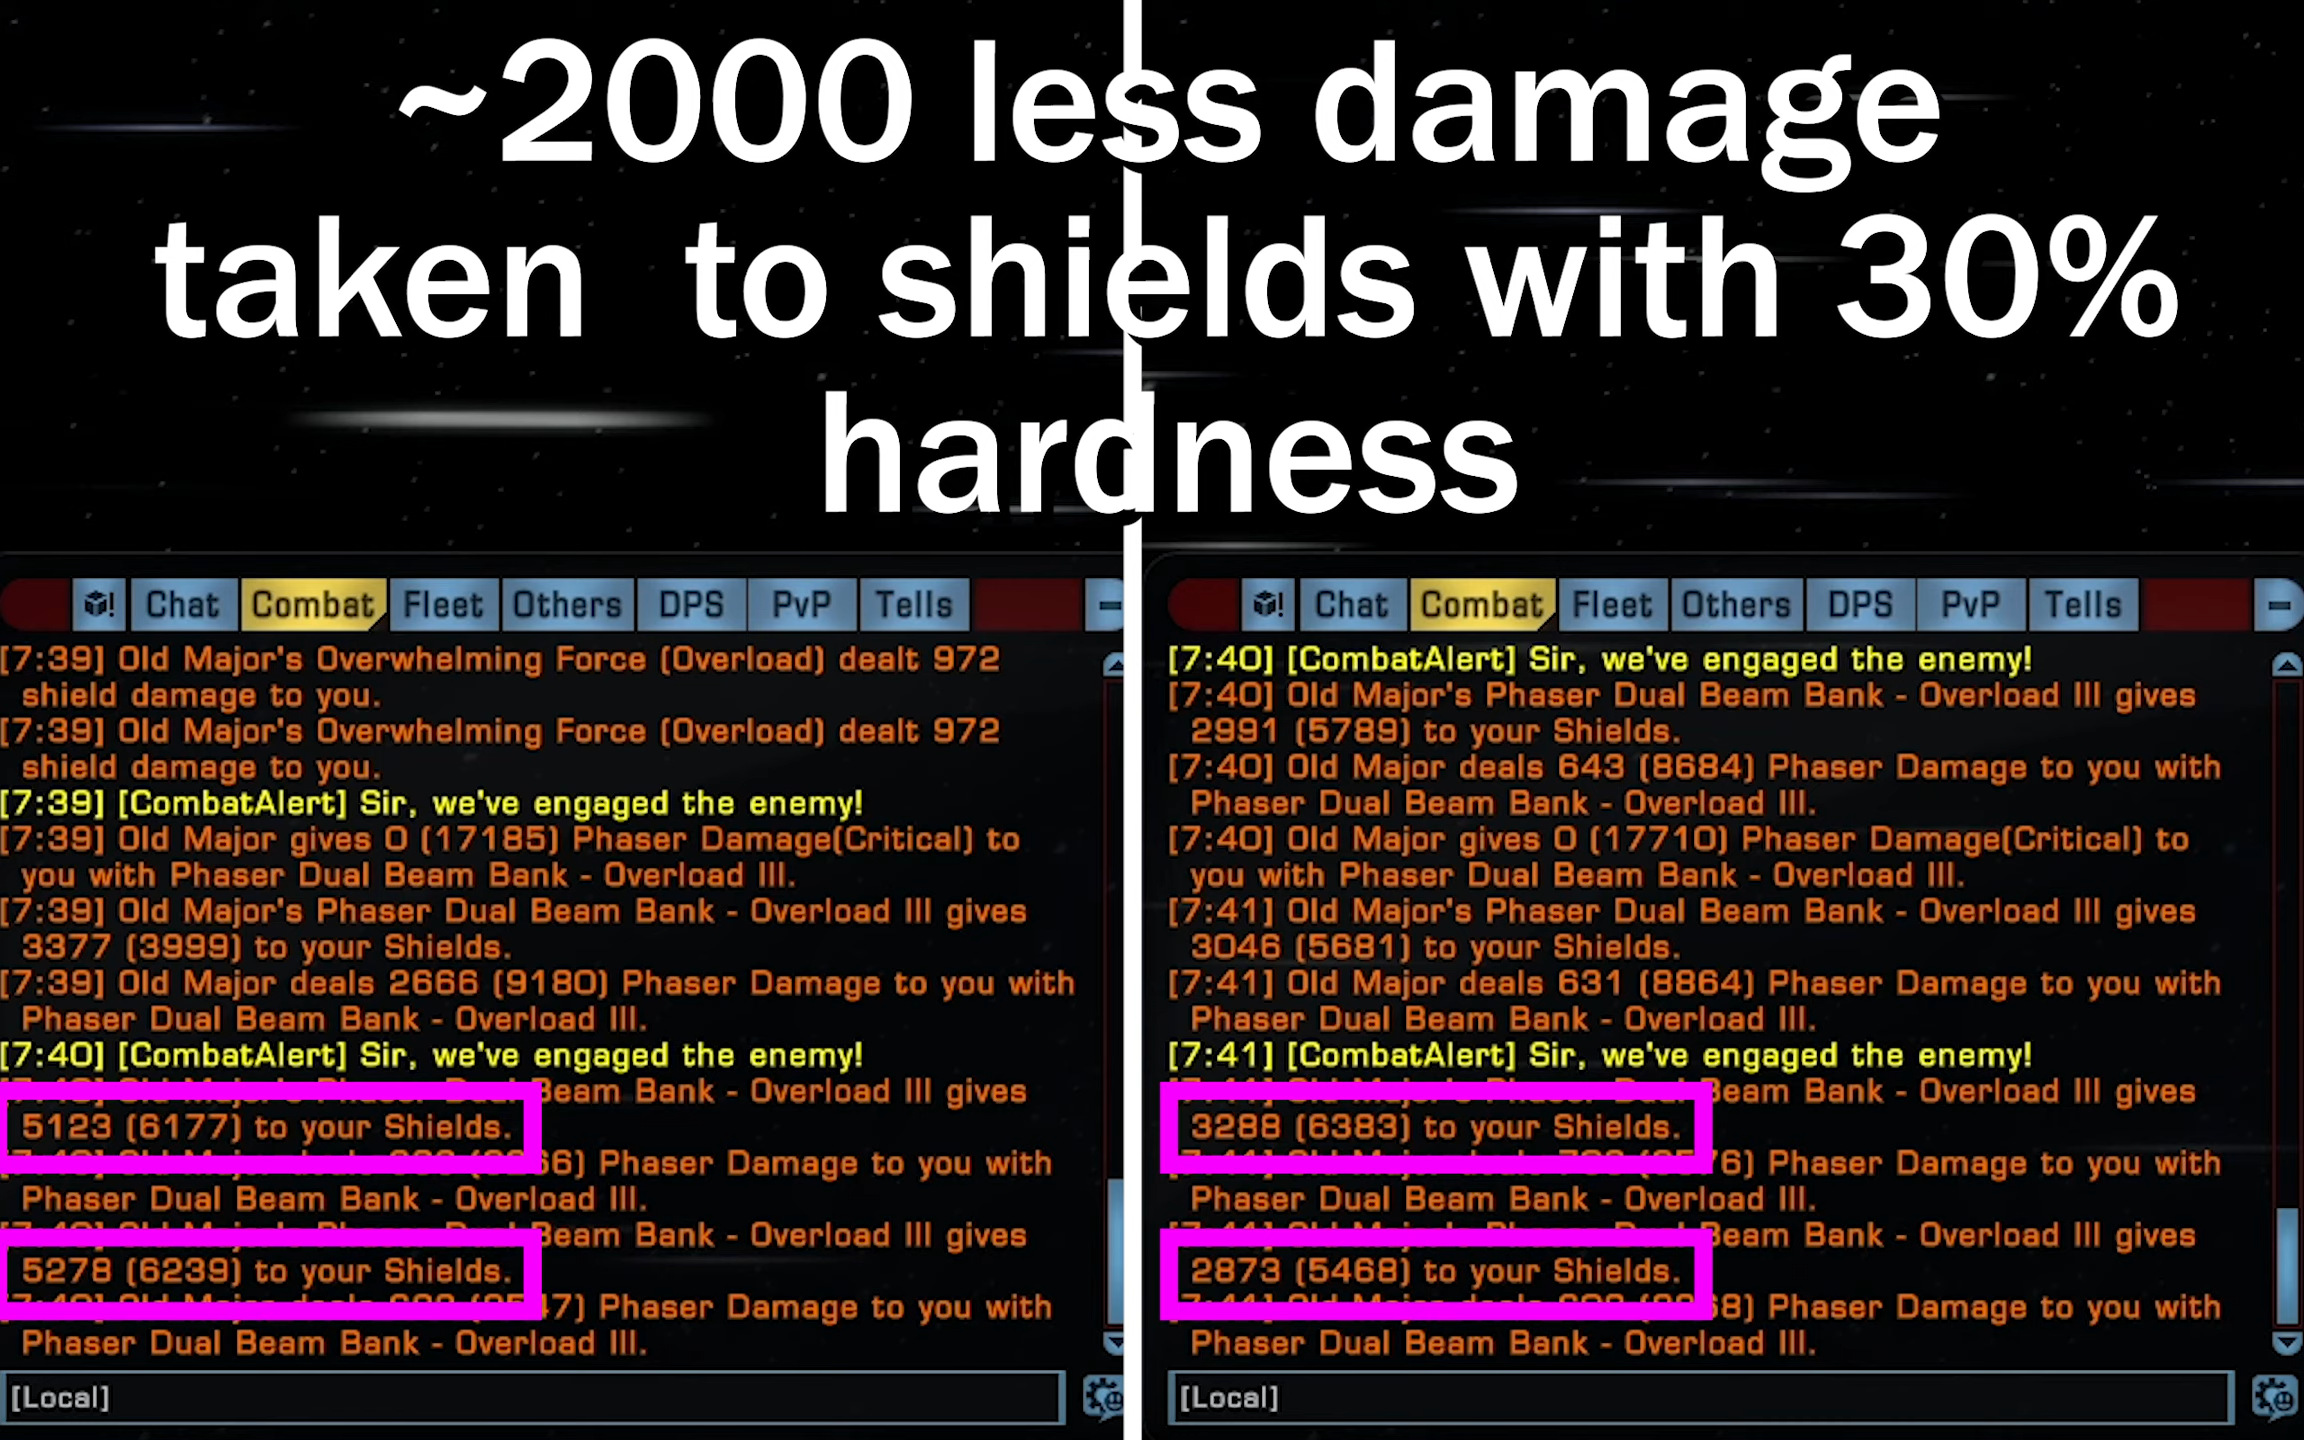 ~2000 less damage
taken to shields with 30%
hardness
Chat Combat Fleet Others DPS PvP Tells
[7:39] Old Major's Overwhelming Force (Overload) dealt 972
shield damage to you.
[7:39] Old Major's Overwhelming Force (Overload) dealt 972
shield damage to you.
[7:39] [CombatAlert] Sir, we've engaged the enemy!
[7:39] Old Major gives 0 (17185) Phaser Damage(Critical) to
you with Phaser Dual Beam Bank - Overload III.
[7:39] Old Major's Phaser Dual Beam Bank - Overload III gives
3377 (3999) to your Shields.
[7:39] Old Major deals 2666 (9180) Phaser Damage to you with
Phaser Dual Beam Bank - Overload III.
[7:40] [CombatAlert] Sir, we've engaged the enemy!
Beam Bank - Overload III gives
5123 (6177) to your Shields.
Phaser Damage to you with
Phaser Dual Beam Bank - Overload III.
Beam Bank - Overload III gives
5278 (6239) to your Shields.
Phaser Damage to you with
Phaser Dual Beam Bank - Overload III.
[Local]
Chat Combat Fleet Others DPS PvP Tells
[7:40] [CombatAlert] Sir, we've engaged the enemy!
[7:40] Old Major's Phaser Dual Beam Bank - Overload III gives
2991 (5789) to your Shields.
[7:40] Old Major deals 643 (8684) Phaser Damage to you with
Phaser Dual Beam Bank - Overload III.
[7:40] Old Major gives 0 (17710) Phaser Damage(Critical) to
you with Phaser Dual Beam Bank - Overload III.
[7:41] Old Major's Phaser Dual Beam Bank - Overload III gives
3046 (5681) to your Shields.
[7:41] Old Major deals 631 (8864) Phaser Damage to you with
Phaser Dual Beam Bank - Overload III.
[7:41] [CombatAlert] Sir, we've engaged the enemy!
Beam Bank - Overload III gives
3288 (6383) to your Shields.
Phaser Damage to you with
Phaser Dual Beam Bank - Overload III.
Beam Bank - Overload III gives
2873 (5468) to your Shields.
Phaser Damage to you with
Phaser Dual Beam Bank - Overload III.
[Local]